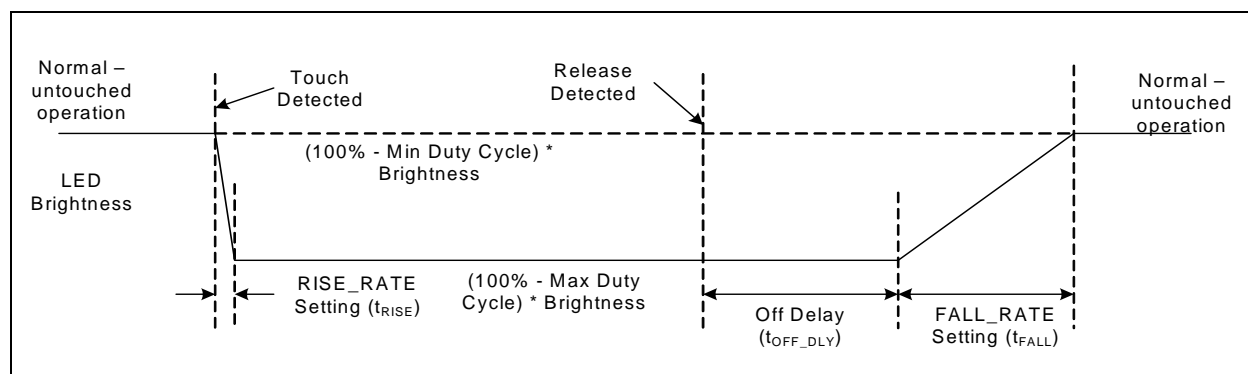 Normal –
untouched
operation
Touch
Detected
Release
Detected
Normal –
untouched
operation
(100% - Min Duty Cycle) *
Brightness
LED
Brightness
RISE_RATE
Setting (tRISE)
(100% - Max Duty
Cycle) * Brightness
Off Delay
(tOFF_DLY)
FALL_RATE
Setting (tFALL)